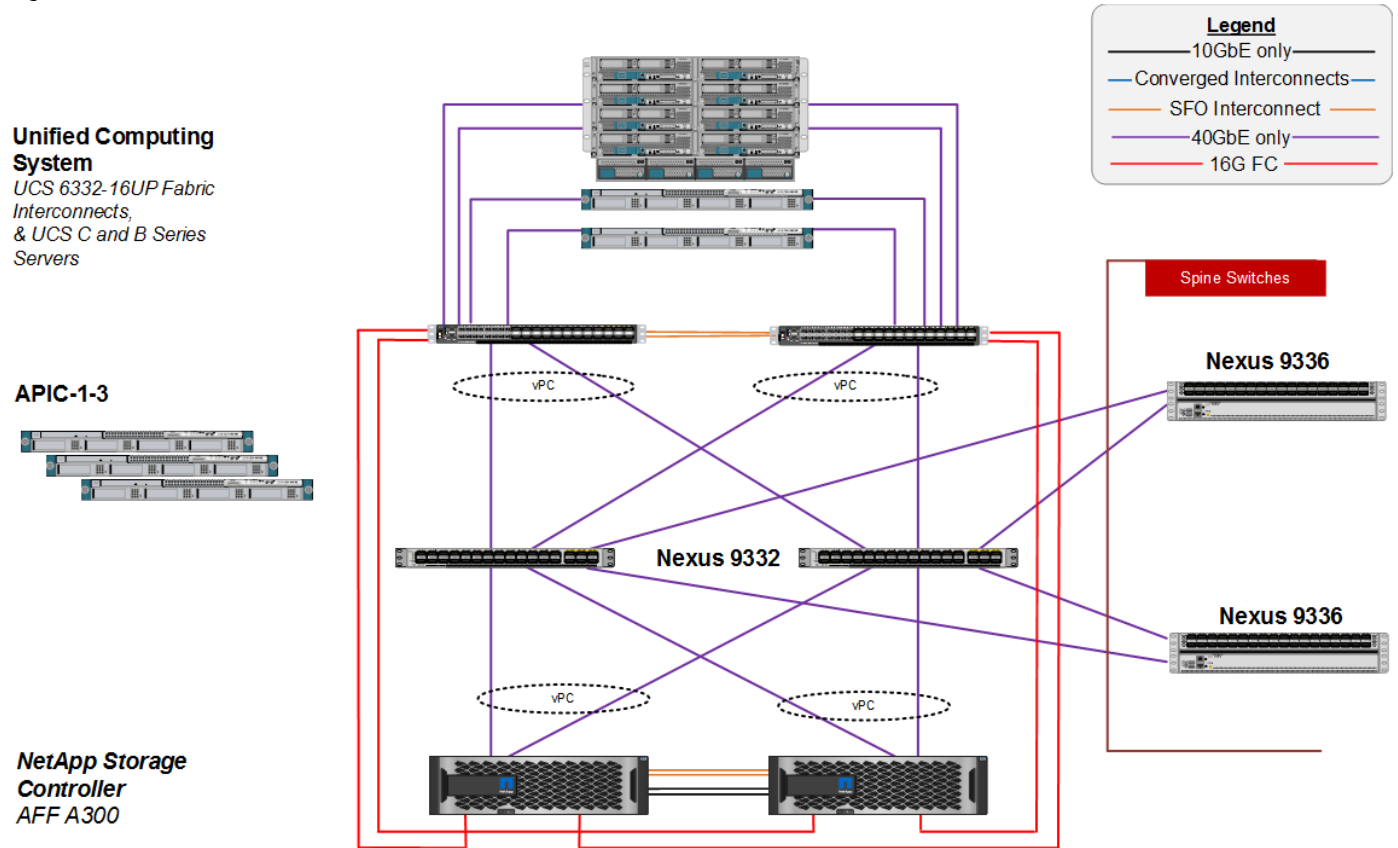 Legend
10GbE only
Converged Interconnects
SFO Interconnect
40GbE only
16G FC
Unified Computing
System
UCS 6332-16UP Fabric
Interconnects,
& UCS C and B Series
Servers
Spine Switches
Nexus 9336
vPC
vPC
APIC-1-3
Nexus 9332
Nexus 9336
vPC
vPC
NetApp Storage
Controller
AFF A300